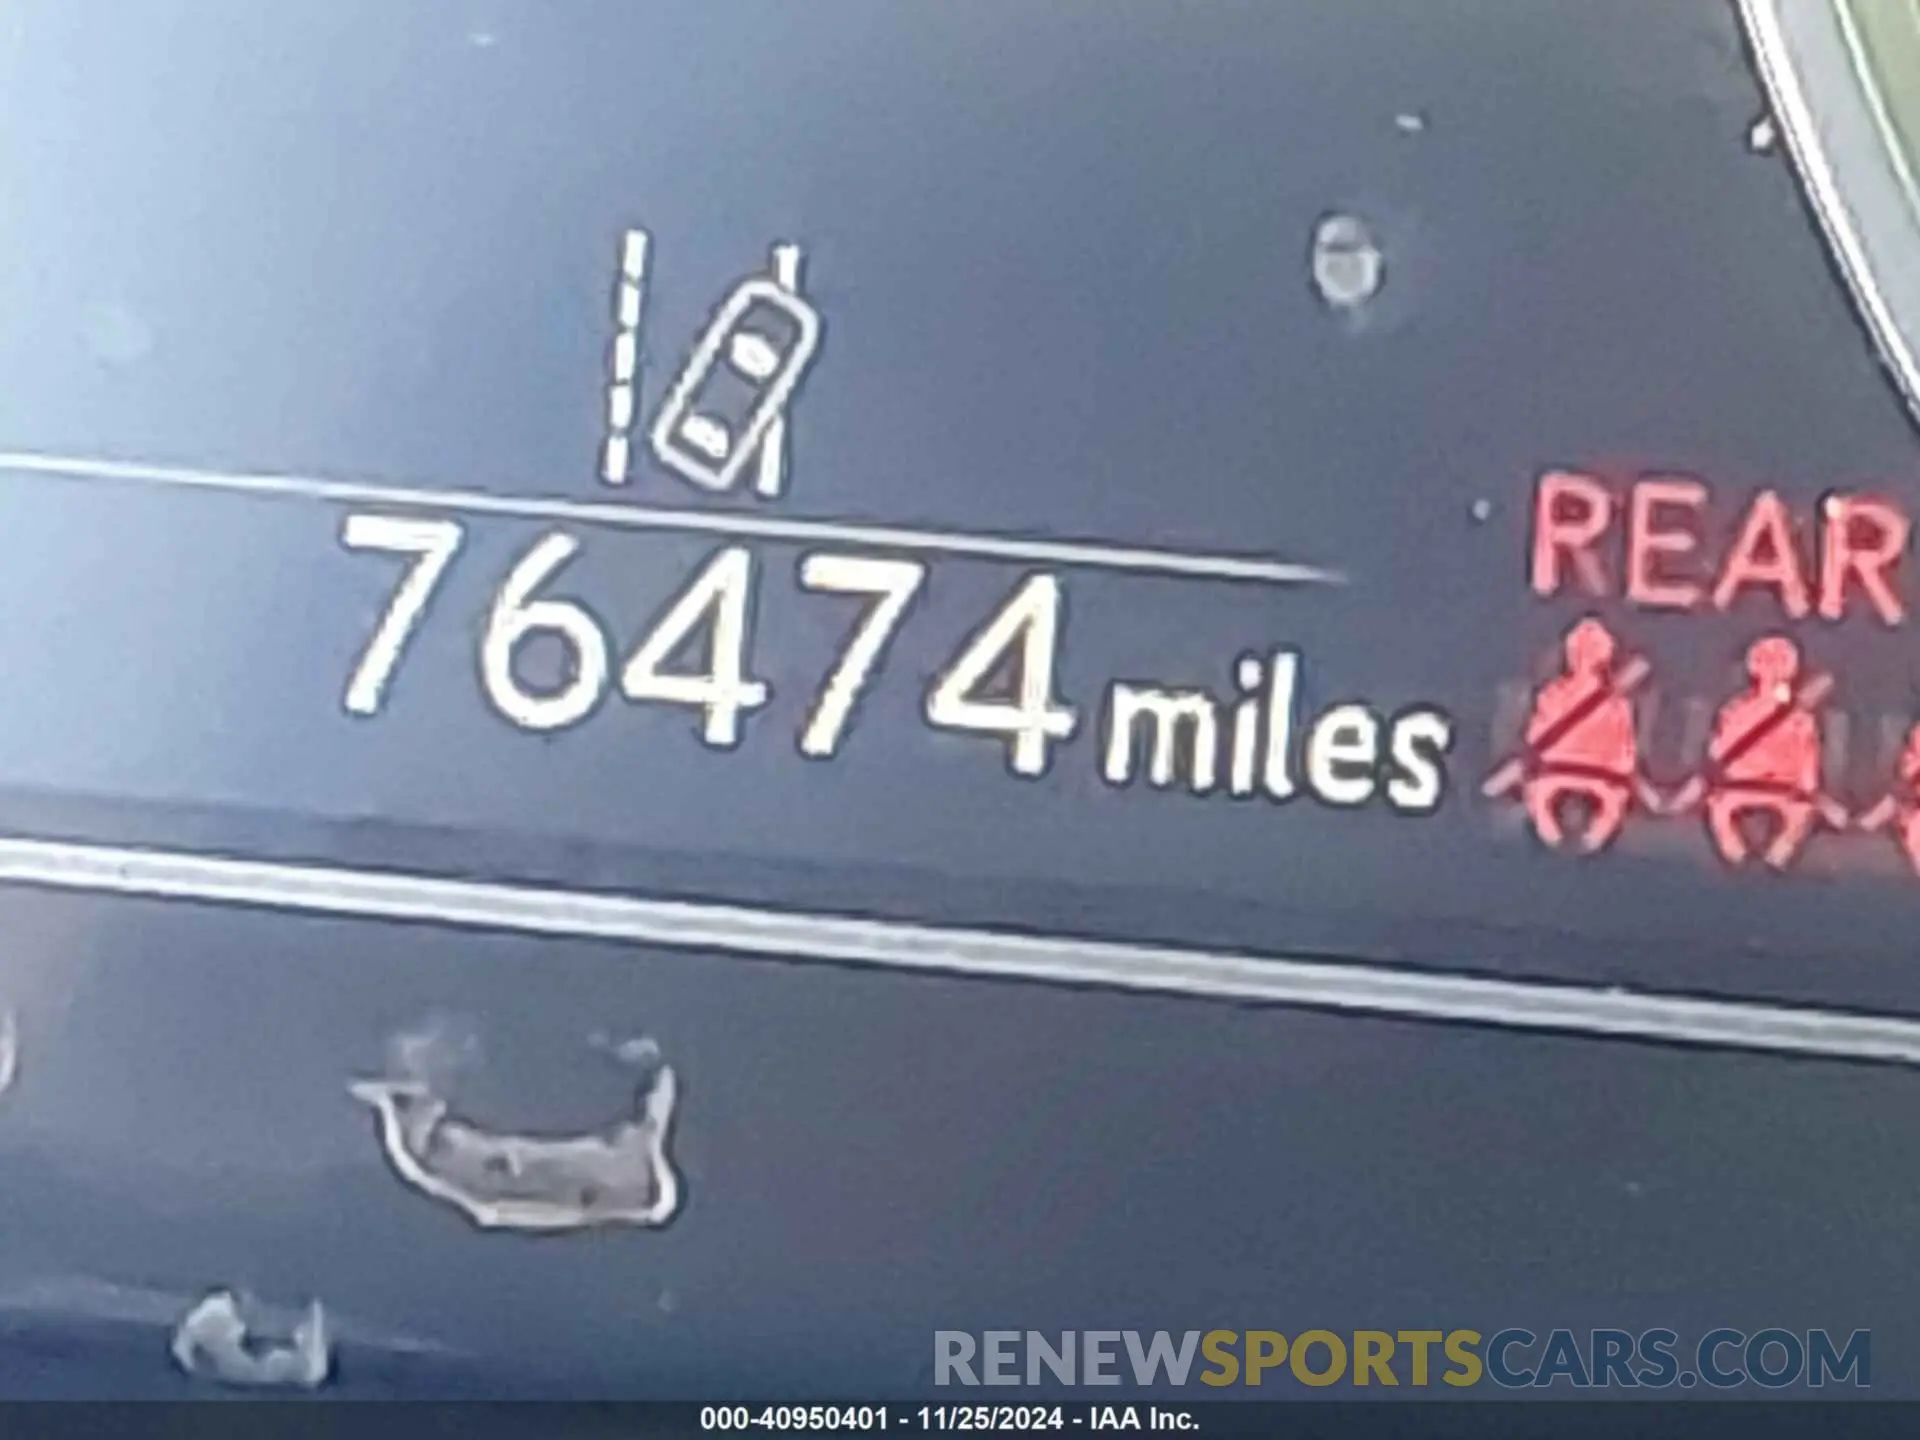 76474 miles
REAR
RENEWSPORTSCARS.COM
000-40950401 - 11/25/2024 - IAA Inc.